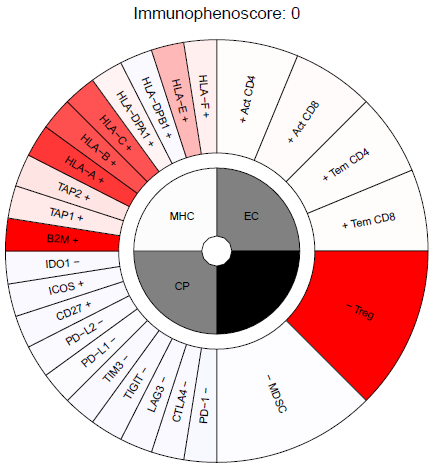 Immunophenoscore: 0
+ Act CD4
+ Act CD8
+ Tem CD4
+ Tem CD8
− Treg
− MDSC
PD−1 −
CTLA4 −
LAG3 −
TIGIT −
TIM3 −
PD−L1 −
PD−L2 −
CD27 +
ICOS +
IDO1 −
B2M +
TAP1 +
TAP2 +
HLA−A +
HLA−B +
HLA−C +
HLA−DPA1 +
HLA−DPB1 +
HLA−E +
HLA−F +
MHC
EC
CP